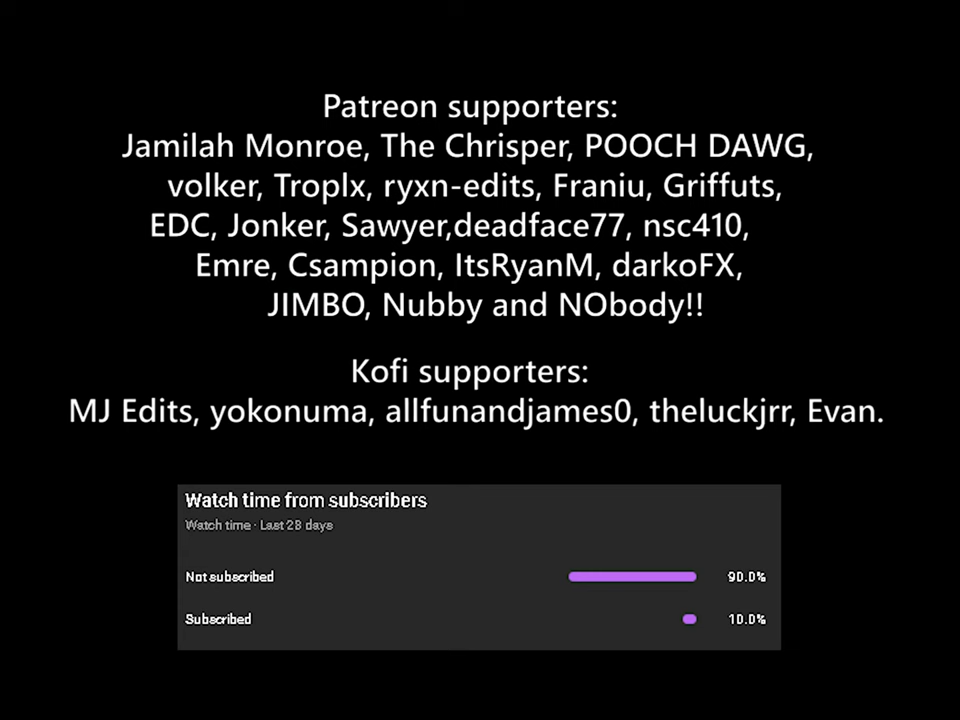 Patreon supporters:
Jamilah Monroe, The Chrisper, POOCH DAWG,
volker, Troplx, ryxn-edits, Franiu, Griffuts,
EDC, Jonker, Sawyer,deadface77, nsc410,
Emre, Csampion, ItsRyanM, darkoFX,
JIMBO, Nubby and NObody!!
Kofi supporters:
MJ Edits, yokonuma, allfunandjames0, theluckjrr, Evan.
Watch time from subscribers
Watch time · Last 28 days
Not subscribed 90.0%
Subscribed 10.0%